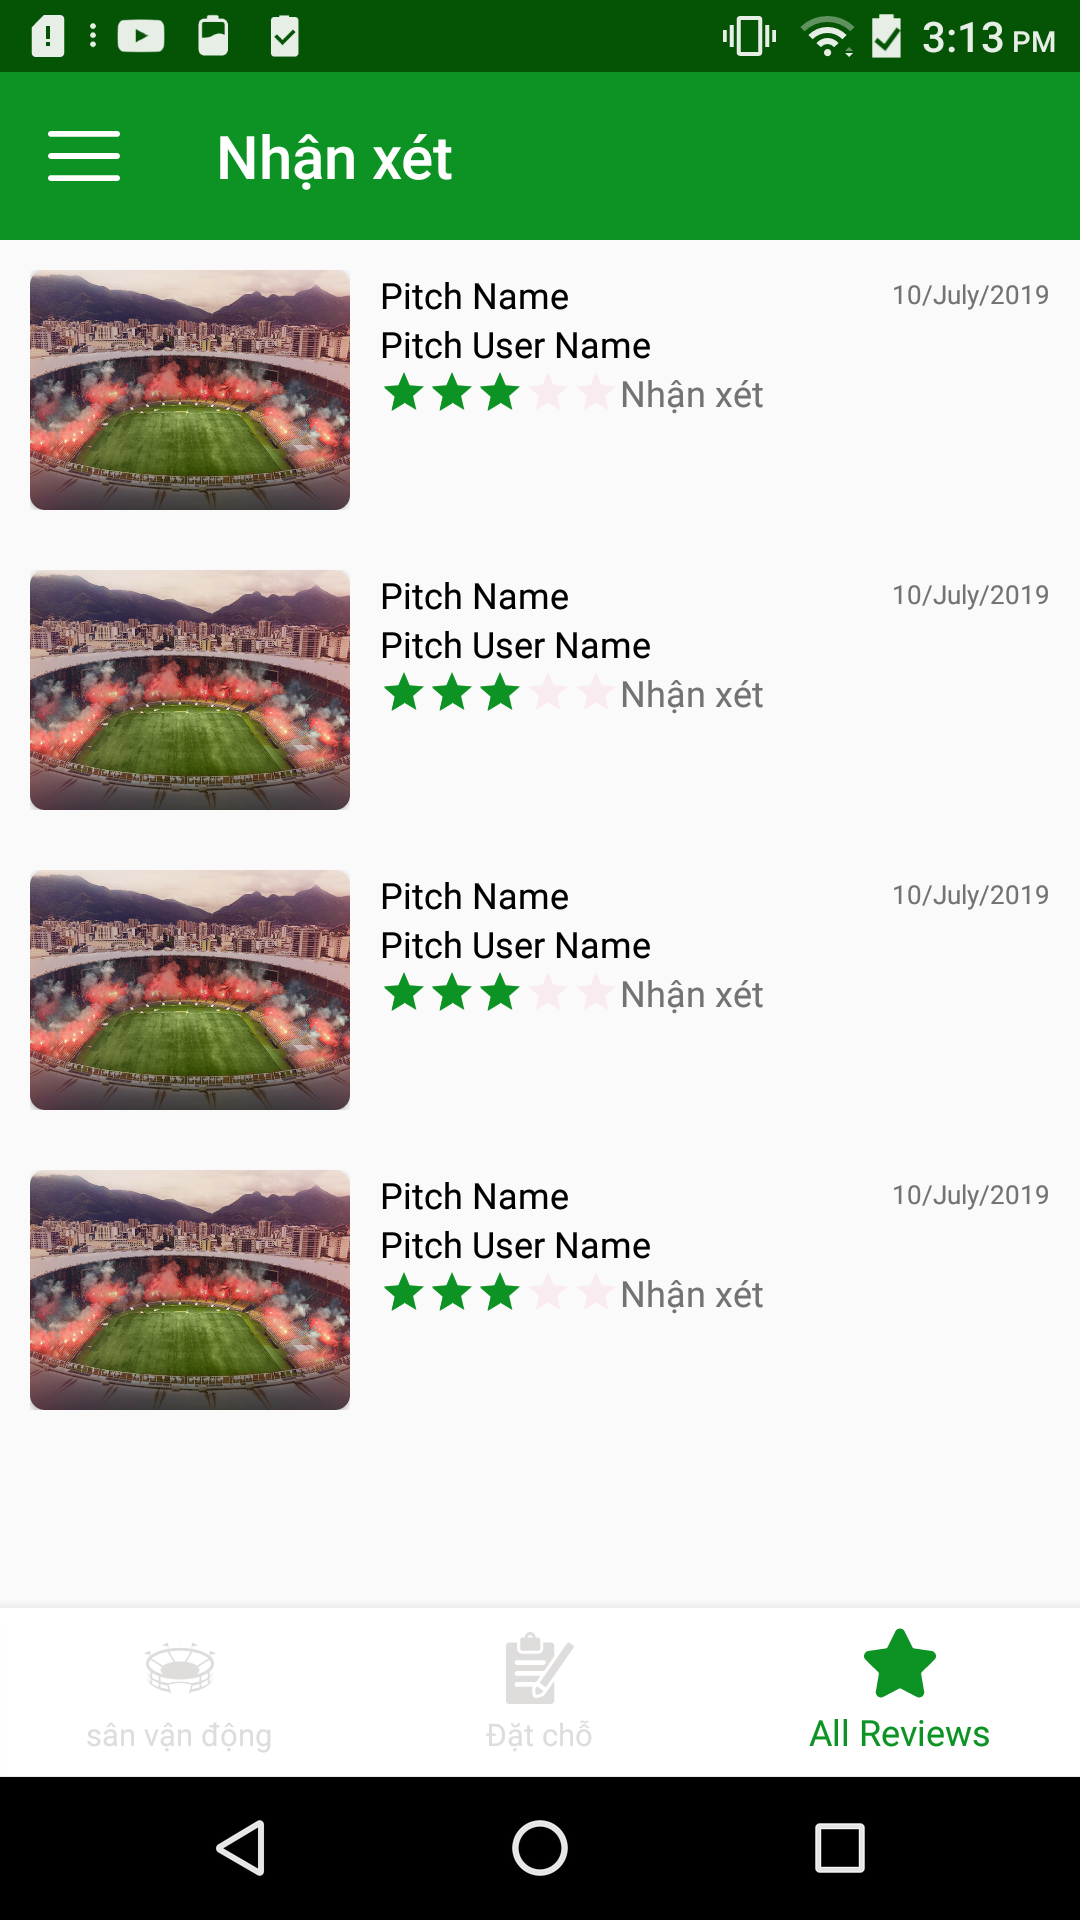 3:13 PM
Nhận xét
Pitch Name
10/July/2019
Pitch User Name
Nhận xét
Pitch Name
10/July/2019
Pitch User Name
Nhận xét
Pitch Name
10/July/2019
Pitch User Name
Nhận xét
Pitch Name
10/July/2019
Pitch User Name
Nhận xét
sân vận động
Đặt chỗ
All Reviews